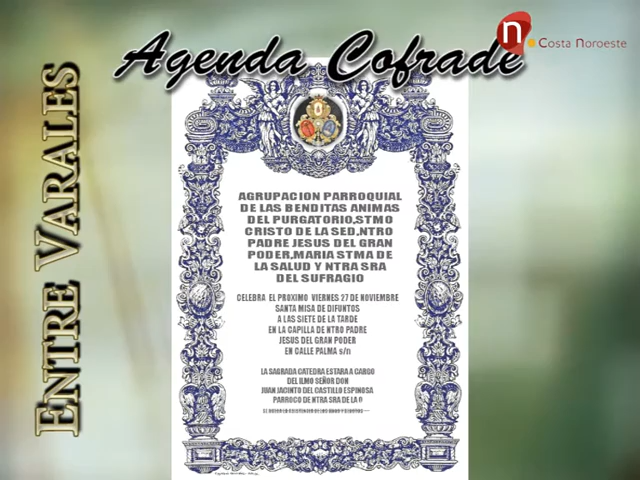 Agenda Cofrade
n
Costa Noroeste
ENTRE VARALES
AGRUPACION PARROQUIAL
DE LAS BENDITAS ANIMAS
DEL PURGATORIO,STMO
CRISTO DE LA SED,NTRO
PADRE JESUS DEL GRAN
PODER,MARIA STMA DE
LA SALUD Y NTRA SRA
DEL SUFRAGIO
CELEBRA EL PROXIMO VIERNES 27 DE NOVIEMBRE
SANTA MISA DE DIFUNTOS
A LAS SIETE DE LA TARDE
EN LA CAPILLA DE NTRO PADRE
JESUS DEL GRAN PODER
EN CALLE PALMA s/n
LA SAGRADA CATEDRA ESTARA A CARGO
DEL ILMO SEÑOR DON
JUAN JACINTO DEL CASTILLO ESPINOSA
PARROCO DE NTRA SRA DE LA O